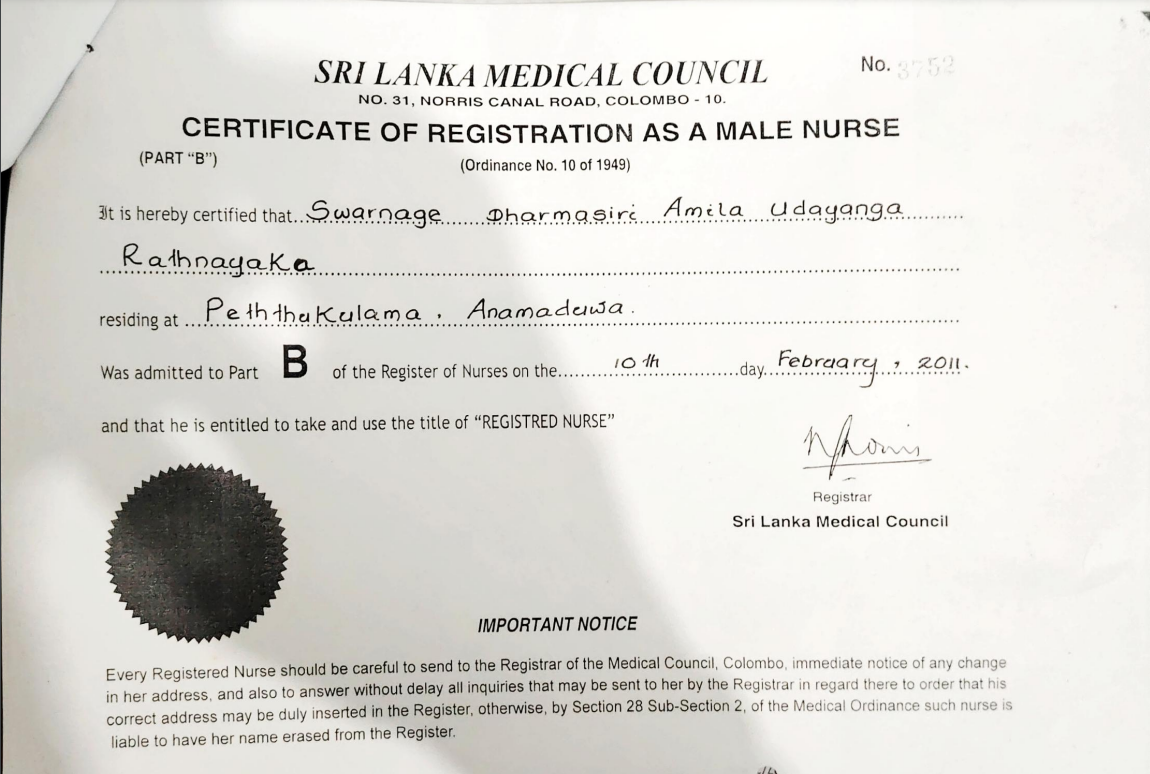 SRI LANKA MEDICAL COUNCIL
No. 3752
NO. 31, NORRIS CANAL ROAD, COLOMBO - 10.
CERTIFICATE OF REGISTRATION AS A MALE NURSE
(PART “B”)
(Ordinance No. 10 of 1949)
It is hereby certified that Swarnage Dharmasiri Amila Udayanga
Rathnayaka
residing at Peththakulama, Anamaduwa.
Was admitted to Part B of the Register of Nurses on the 10th day February, 2011.
and that he is entitled to take and use the title of “REGISTRED NURSE”
Registrar
Sri Lanka Medical Council
IMPORTANT NOTICE
Every Registered Nurse should be careful to send to the Registrar of the Medical Council, Colombo, immediate notice of any change
in her address, and also to answer without delay all inquiries that may be sent to her by the Registrar in regard there to order that his
correct address may be duly inserted in the Register, otherwise, by Section 28 Sub-Section 2, of the Medical Ordinance such nurse is
liable to have her name erased from the Register.